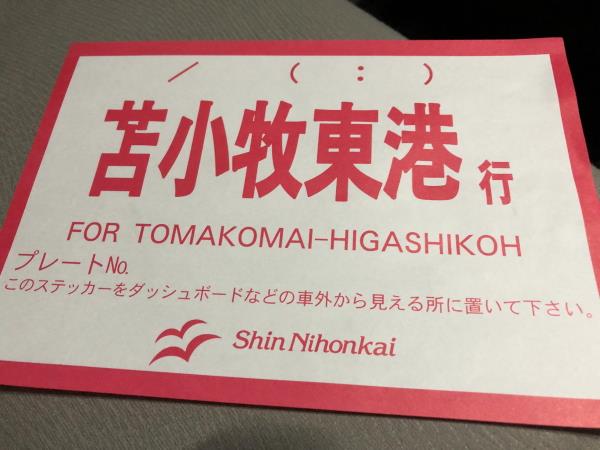 / ( : )
苫小牧東港 行
FOR TOMAKOMAI-HIGASHIKOH
プレートNo.
このステッカーをダッシュボードなどの車外から見える所に置いて下さい。
Shin Nihonkai